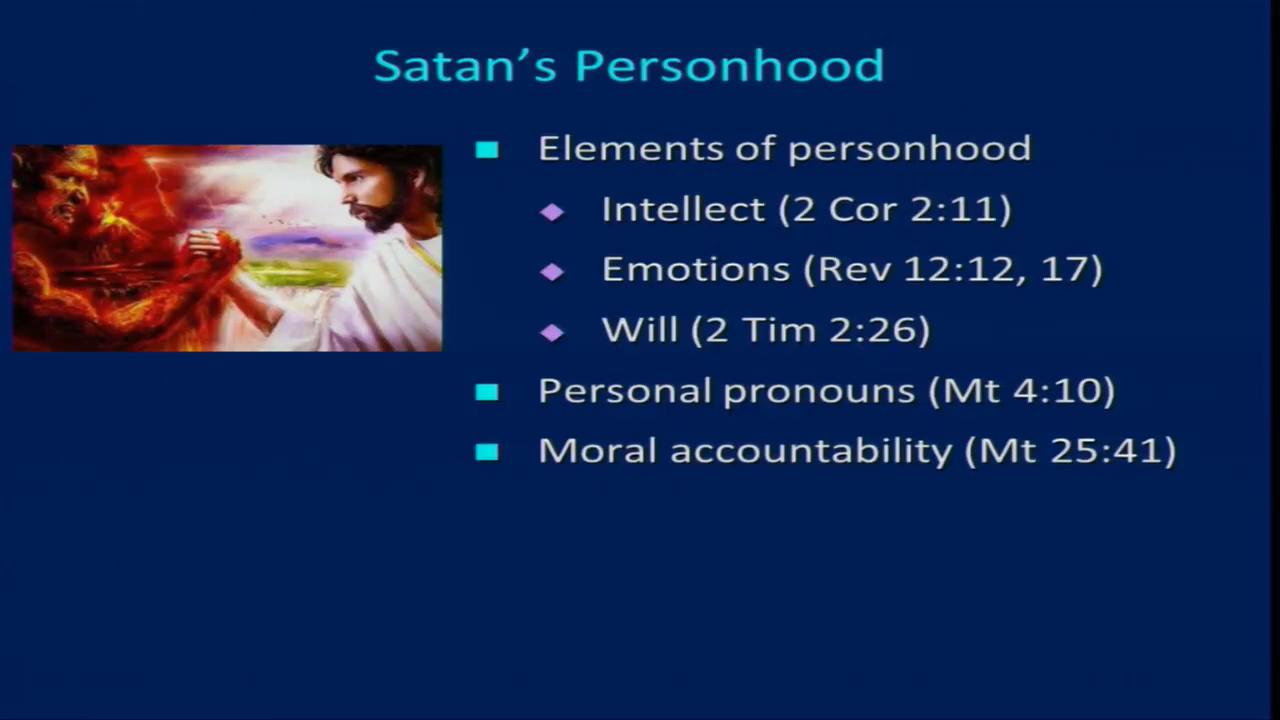 Satan’s Personhood
Elements of personhood
Intellect (2 Cor 2:11)
Emotions (Rev 12:12, 17)
Will (2 Tim 2:26)
Personal pronouns (Mt 4:10)
Moral accountability (Mt 25:41)